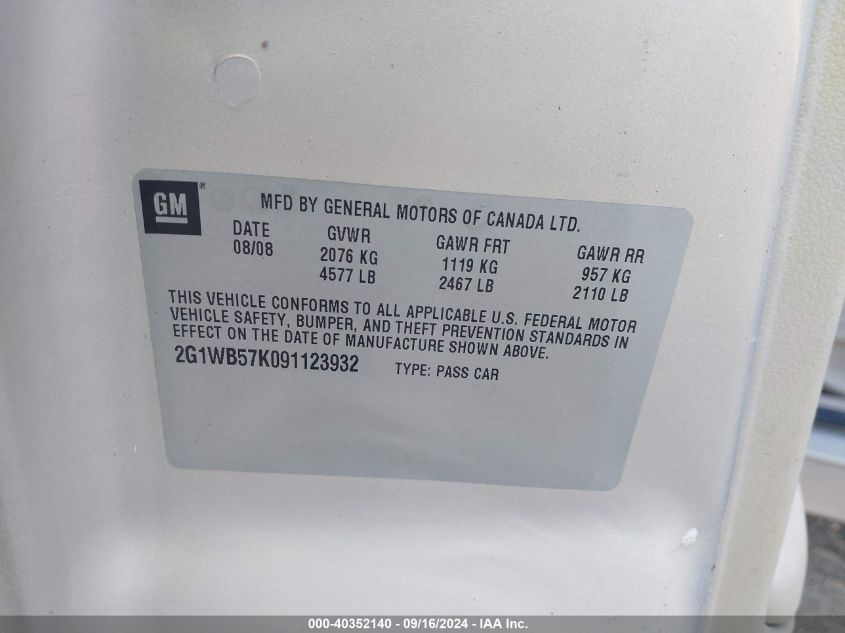 GM®
MFD BY GENERAL MOTORS OF CANADA LTD.
DATE GVWR GAWR FRT GAWR RR
08/08 2076 KG 1119 KG 957 KG
4577 LB 2467 LB 2110 LB
THIS VEHICLE CONFORMS TO ALL APPLICABLE U.S. FEDERAL MOTOR
VEHICLE SAFETY, BUMPER, AND THEFT PREVENTION STANDARDS IN
EFFECT ON THE DATE OF MANUFACTURE SHOWN ABOVE.
2G1WB57K091123932 TYPE: PASS CAR
000-40352140 - 09/16/2024 - IAA Inc.